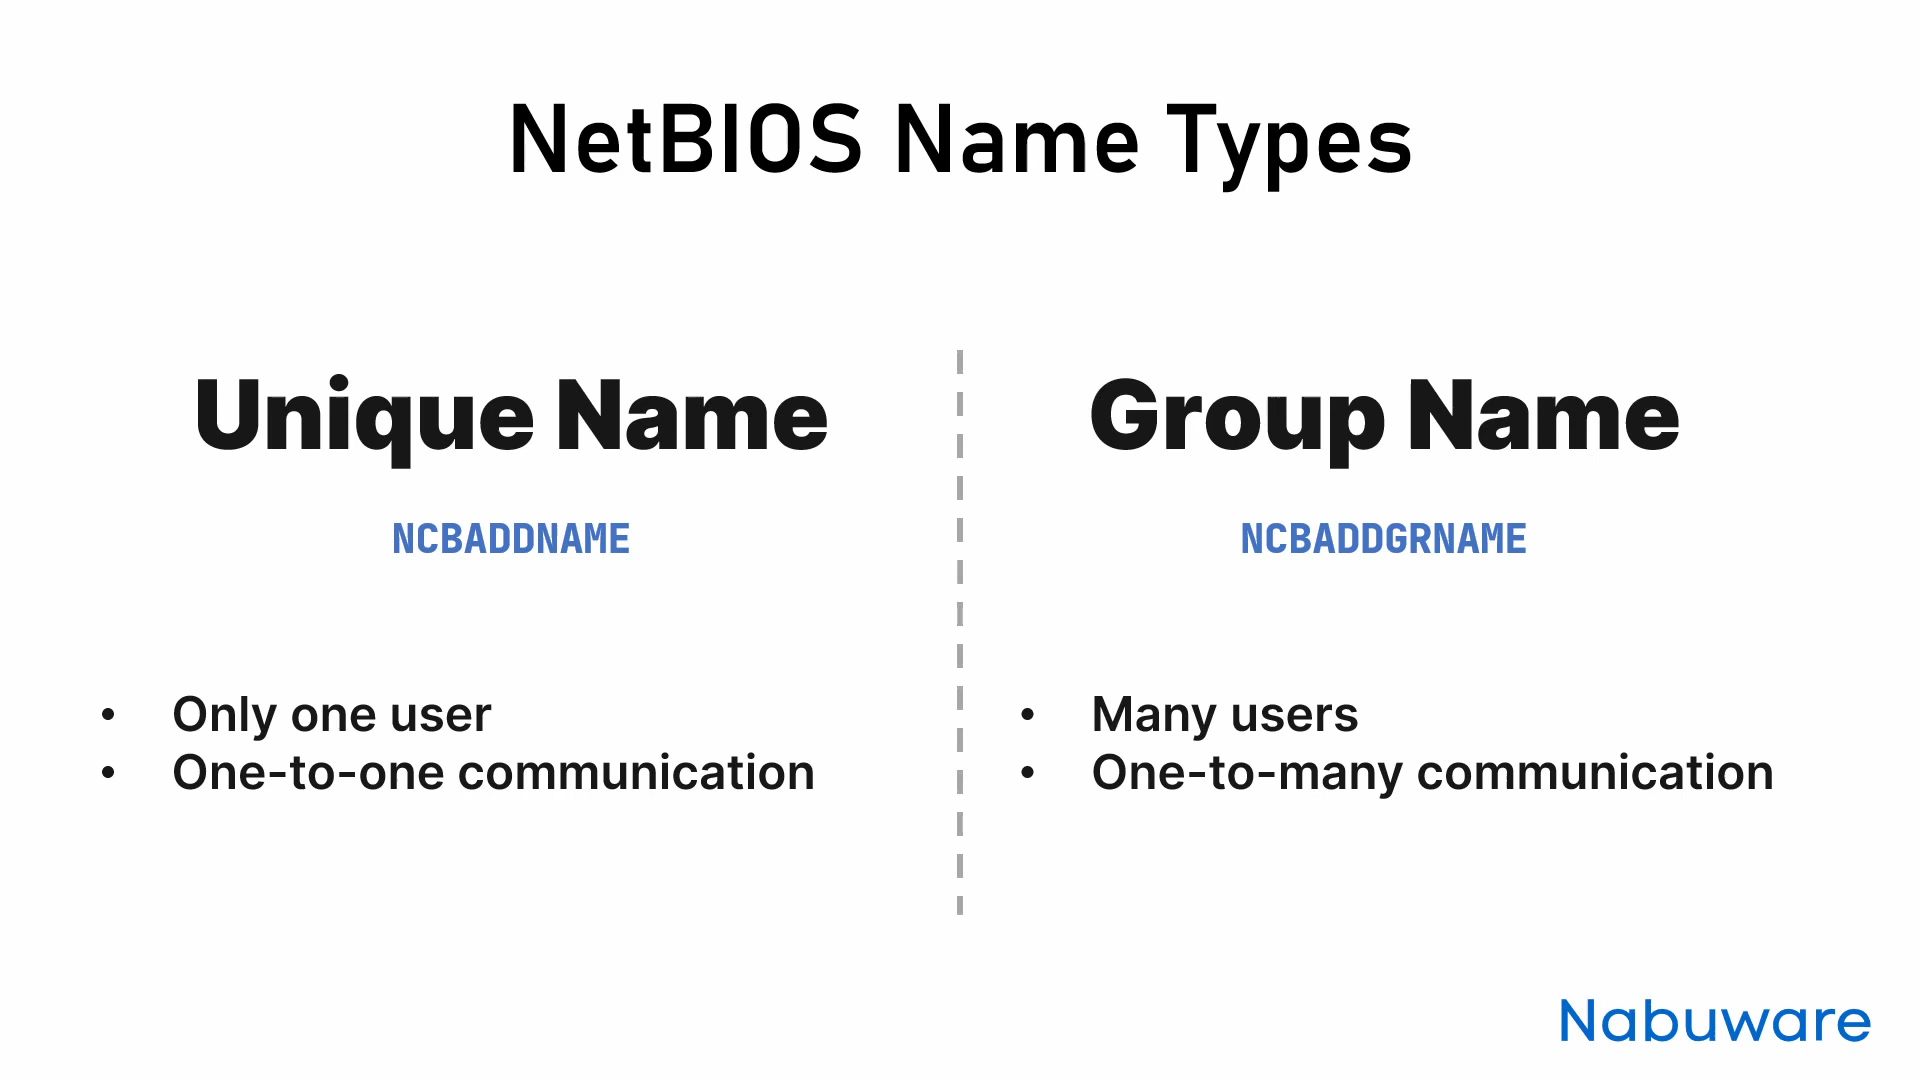 NetBIOS Name Types
Unique Name
NCBADDNAME
• Only one user
• One-to-one communication
Group Name
NCBADDGRNAME
• Many users
• One-to-many communication
Nabuware